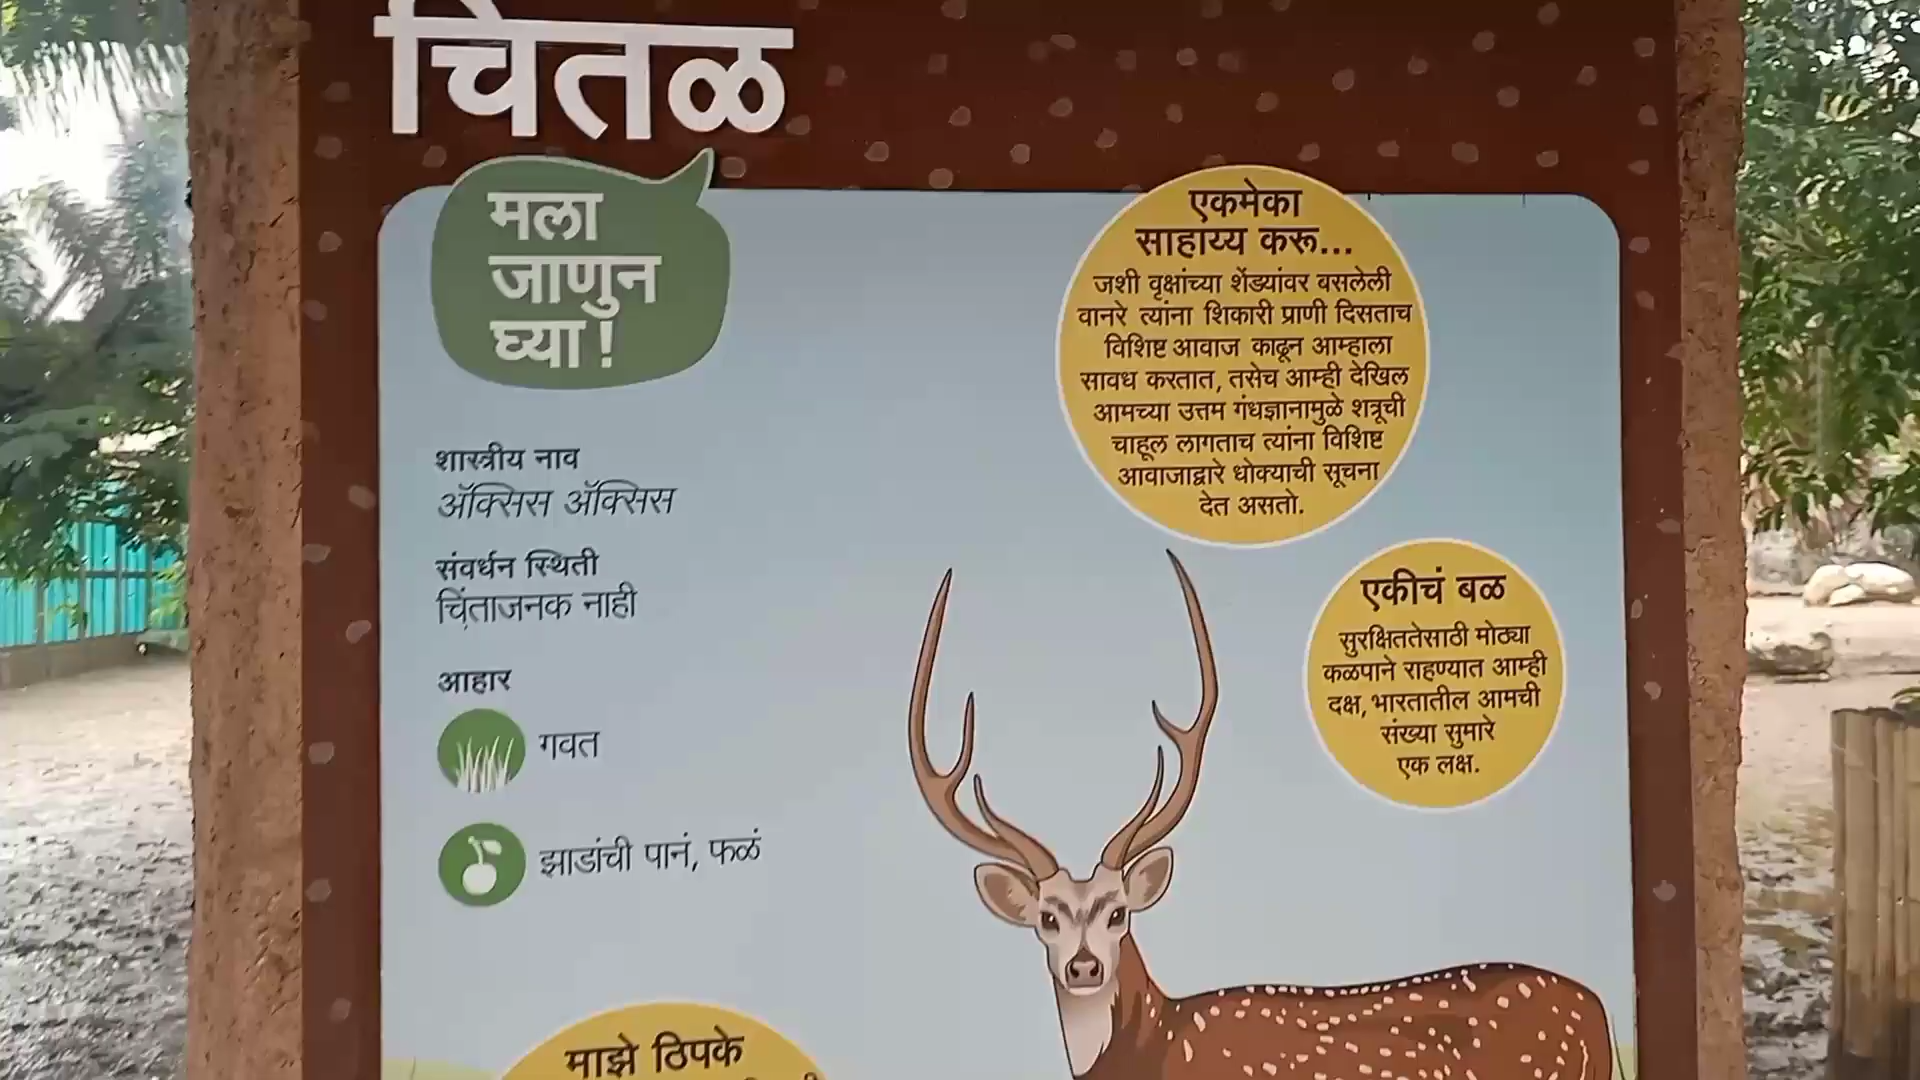 चितळ
मला
जाणुन
घ्या !
एकमेका
साहाय्य करू...
जशी वृक्षांच्या शेंड्यांवर बसलेली
वानरे त्यांना शिकारी प्राणी दिसताच
विशिष्ट आवाज काढून आम्हाला
सावध करतात, तसेच आम्ही देखिल
आमच्या उत्तम गंधज्ञानामुळे शत्रूची
चाहूल लागताच त्यांना विशिष्ट
आवाजाद्वारे धोक्याची सूचना
देत असतो.
शास्त्रीय नाव
ॲक्सिस ॲक्सिस
संवर्धन स्थिती
चिंताजनक नाही
आहार
गवत
झाडांची पानं, फळं
एकीचं बळ
सुरक्षिततेसाठी मोठ्या
कळपाने राहण्यात आम्ही
दक्ष, भारतातील आमची
संख्या सुमारे
एक लक्ष.
माझे ठिपके